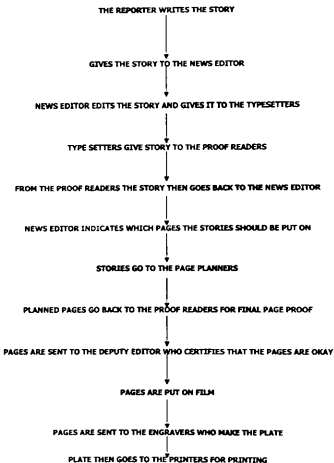 THE REPORTER WRITES THE STORY
GIVES THE STORY TO THE NEWS EDITOR
NEWS EDITOR EDITS THE STORY AND GIVES IT TO THE TYPESETTERS
TYPE SETTERS GIVE STORY TO THE PROOF READERS
FROM THE PROOF READERS THE STORY THEN GOES BACK TO THE NEWS EDITOR
NEWS EDITOR INDICATES WHICH PAGES THE STORIES SHOULD BE PUT ON
STORIES GO TO THE PAGE PLANNERS
PLANNED PAGES GO BACK TO THE PROOF READERS FOR FINAL PAGE PROOF
PAGES ARE SENT TO THE DEPUTY EDITOR WHO CERTIFIES THAT THE PAGES ARE OKAY
PAGES ARE PUT ON FILM
PAGES ARE SENT TO THE ENGRAVERS WHO MAKE THE PLATE
PLATE THEN GOES TO THE PRINTERS FOR PRINTING